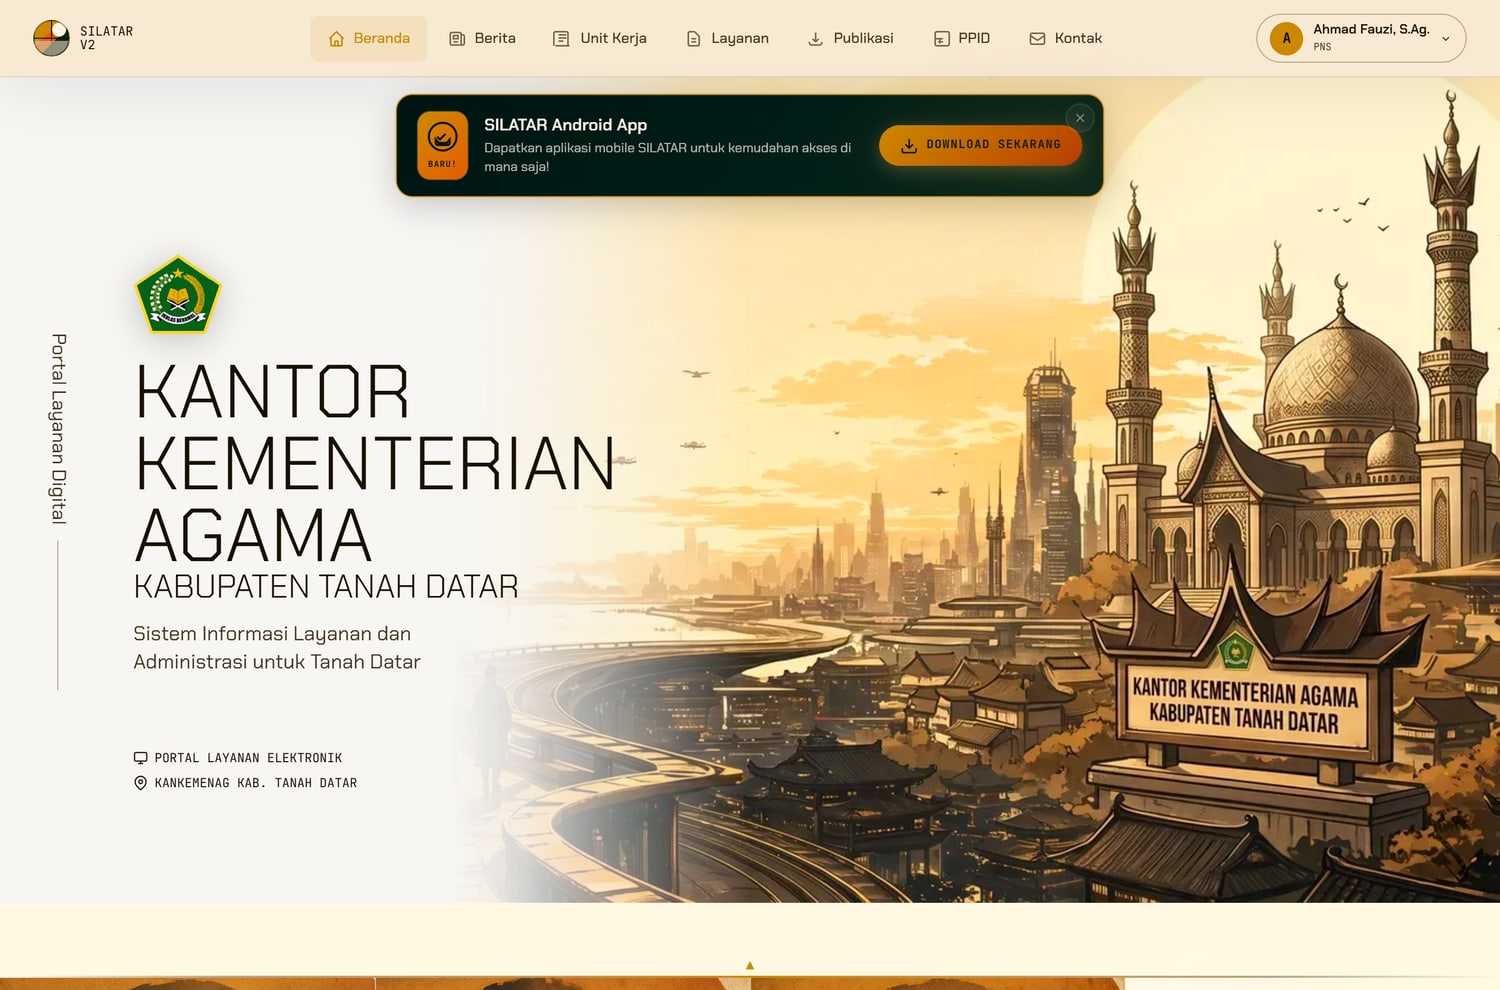 SILATAR
V2
Beranda
Berita
Unit Kerja
Layanan
Publikasi
PPID
Kontak
A
Ahmad Fauzi, S.Ag.
PNS
BARU!
SILATAR Android App
Dapatkan aplikasi mobile SILATAR untuk kemudahan akses di
mana saja!
DOWNLOAD SEKARANG
Portal Layanan Digital
IKHLAS BERAMAL
KANTOR
KEMENTERIAN
AGAMA
KABUPATEN TANAH DATAR
Sistem Informasi Layanan dan
Administrasi untuk Tanah Datar
PORTAL LAYANAN ELEKTRONIK
KANKEMENAG KAB. TANAH DATAR
KANTOR KEMENTERIAN AGAMA
KABUPATEN TANAH DATAR